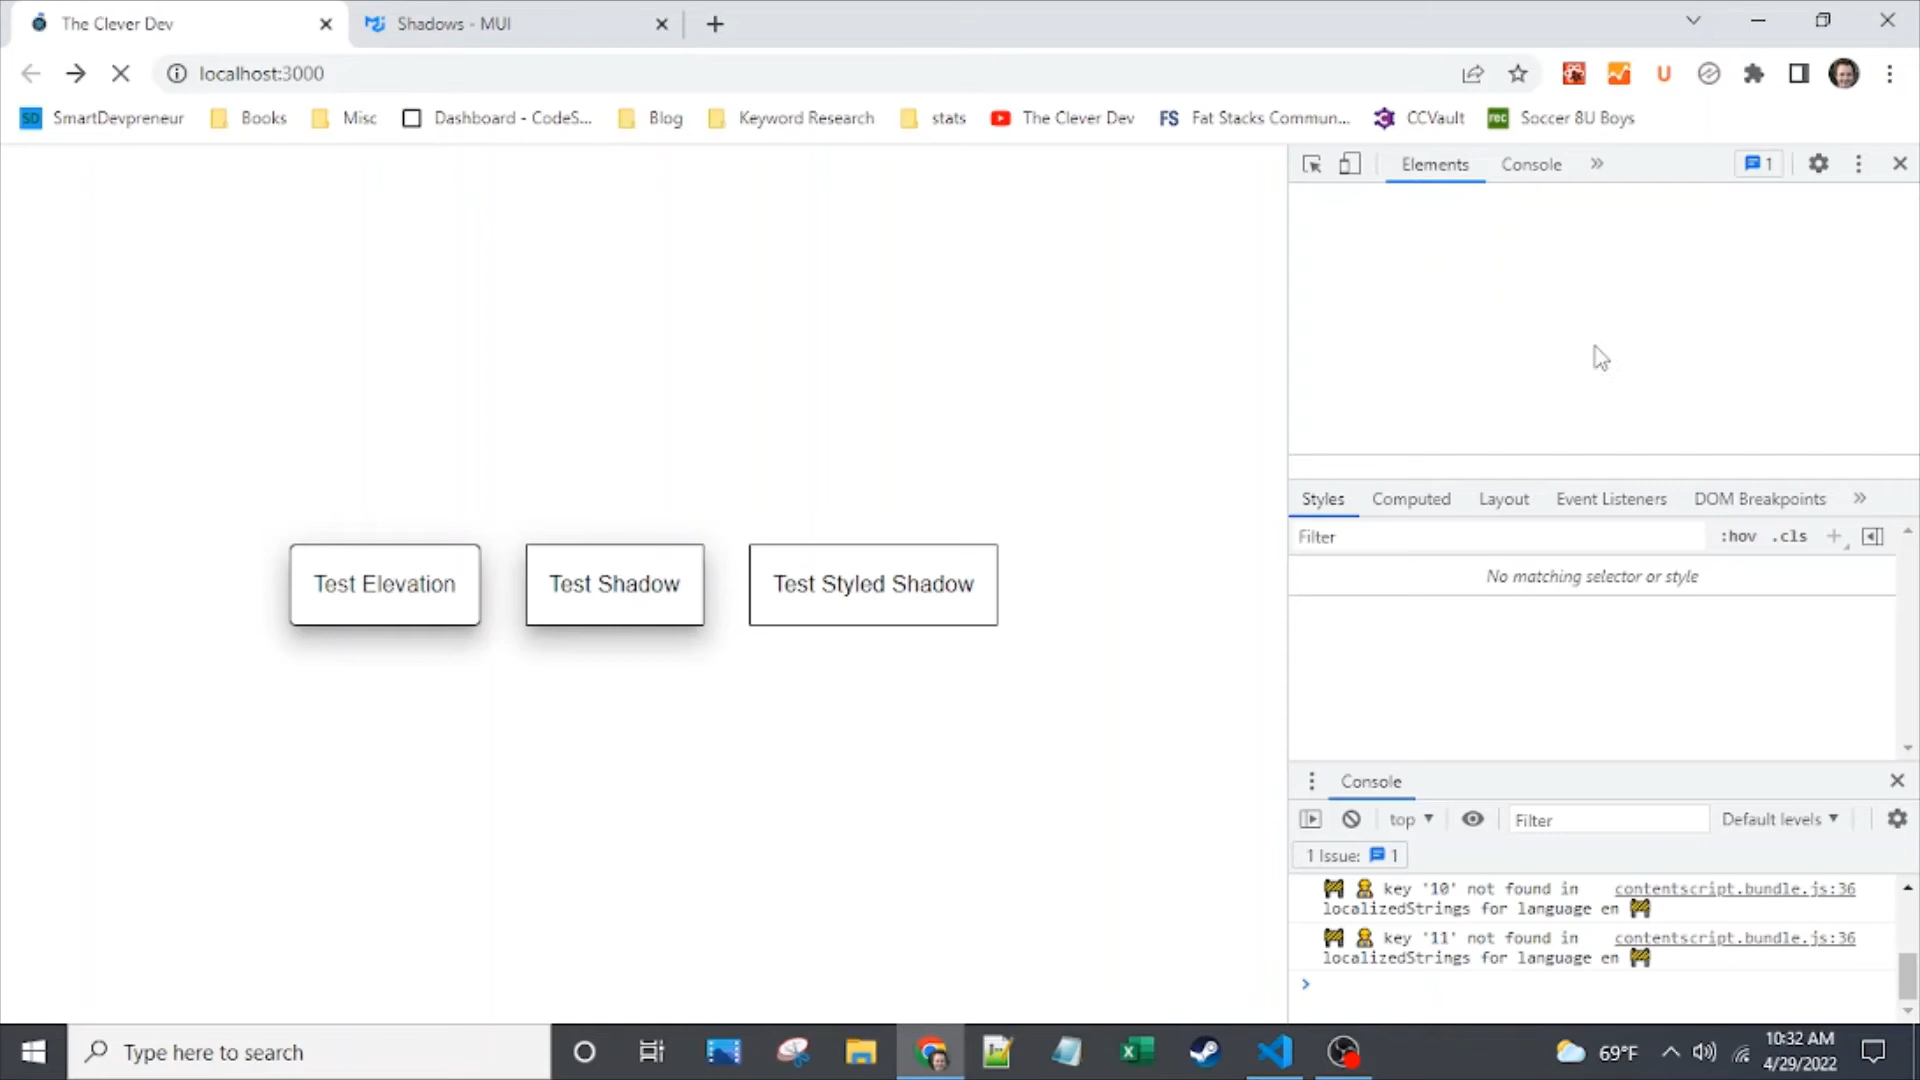 The Clever Dev
Shadows - MUI
localhost:3000
SD SmartDevpreneur Books Misc Dashboard - CodeS... Blog Keyword Research stats The Clever Dev FS Fat Stacks Commun... CCVault rec Soccer 8U Boys
Elements Console » 1
Test Elevation
Test Shadow
Test Styled Shadow
Styles Computed Layout Event Listeners DOM Breakpoints »
Filter :hov .cls +
No matching selector or style
Console
top ▼ Filter Default levels ▼
1 Issue: 1
key '10' not found in contentscript.bundle.js:36
localizedStrings for language en
key '11' not found in contentscript.bundle.js:36
localizedStrings for language en
>
Type here to search
69°F
10:32 AM
4/29/2022